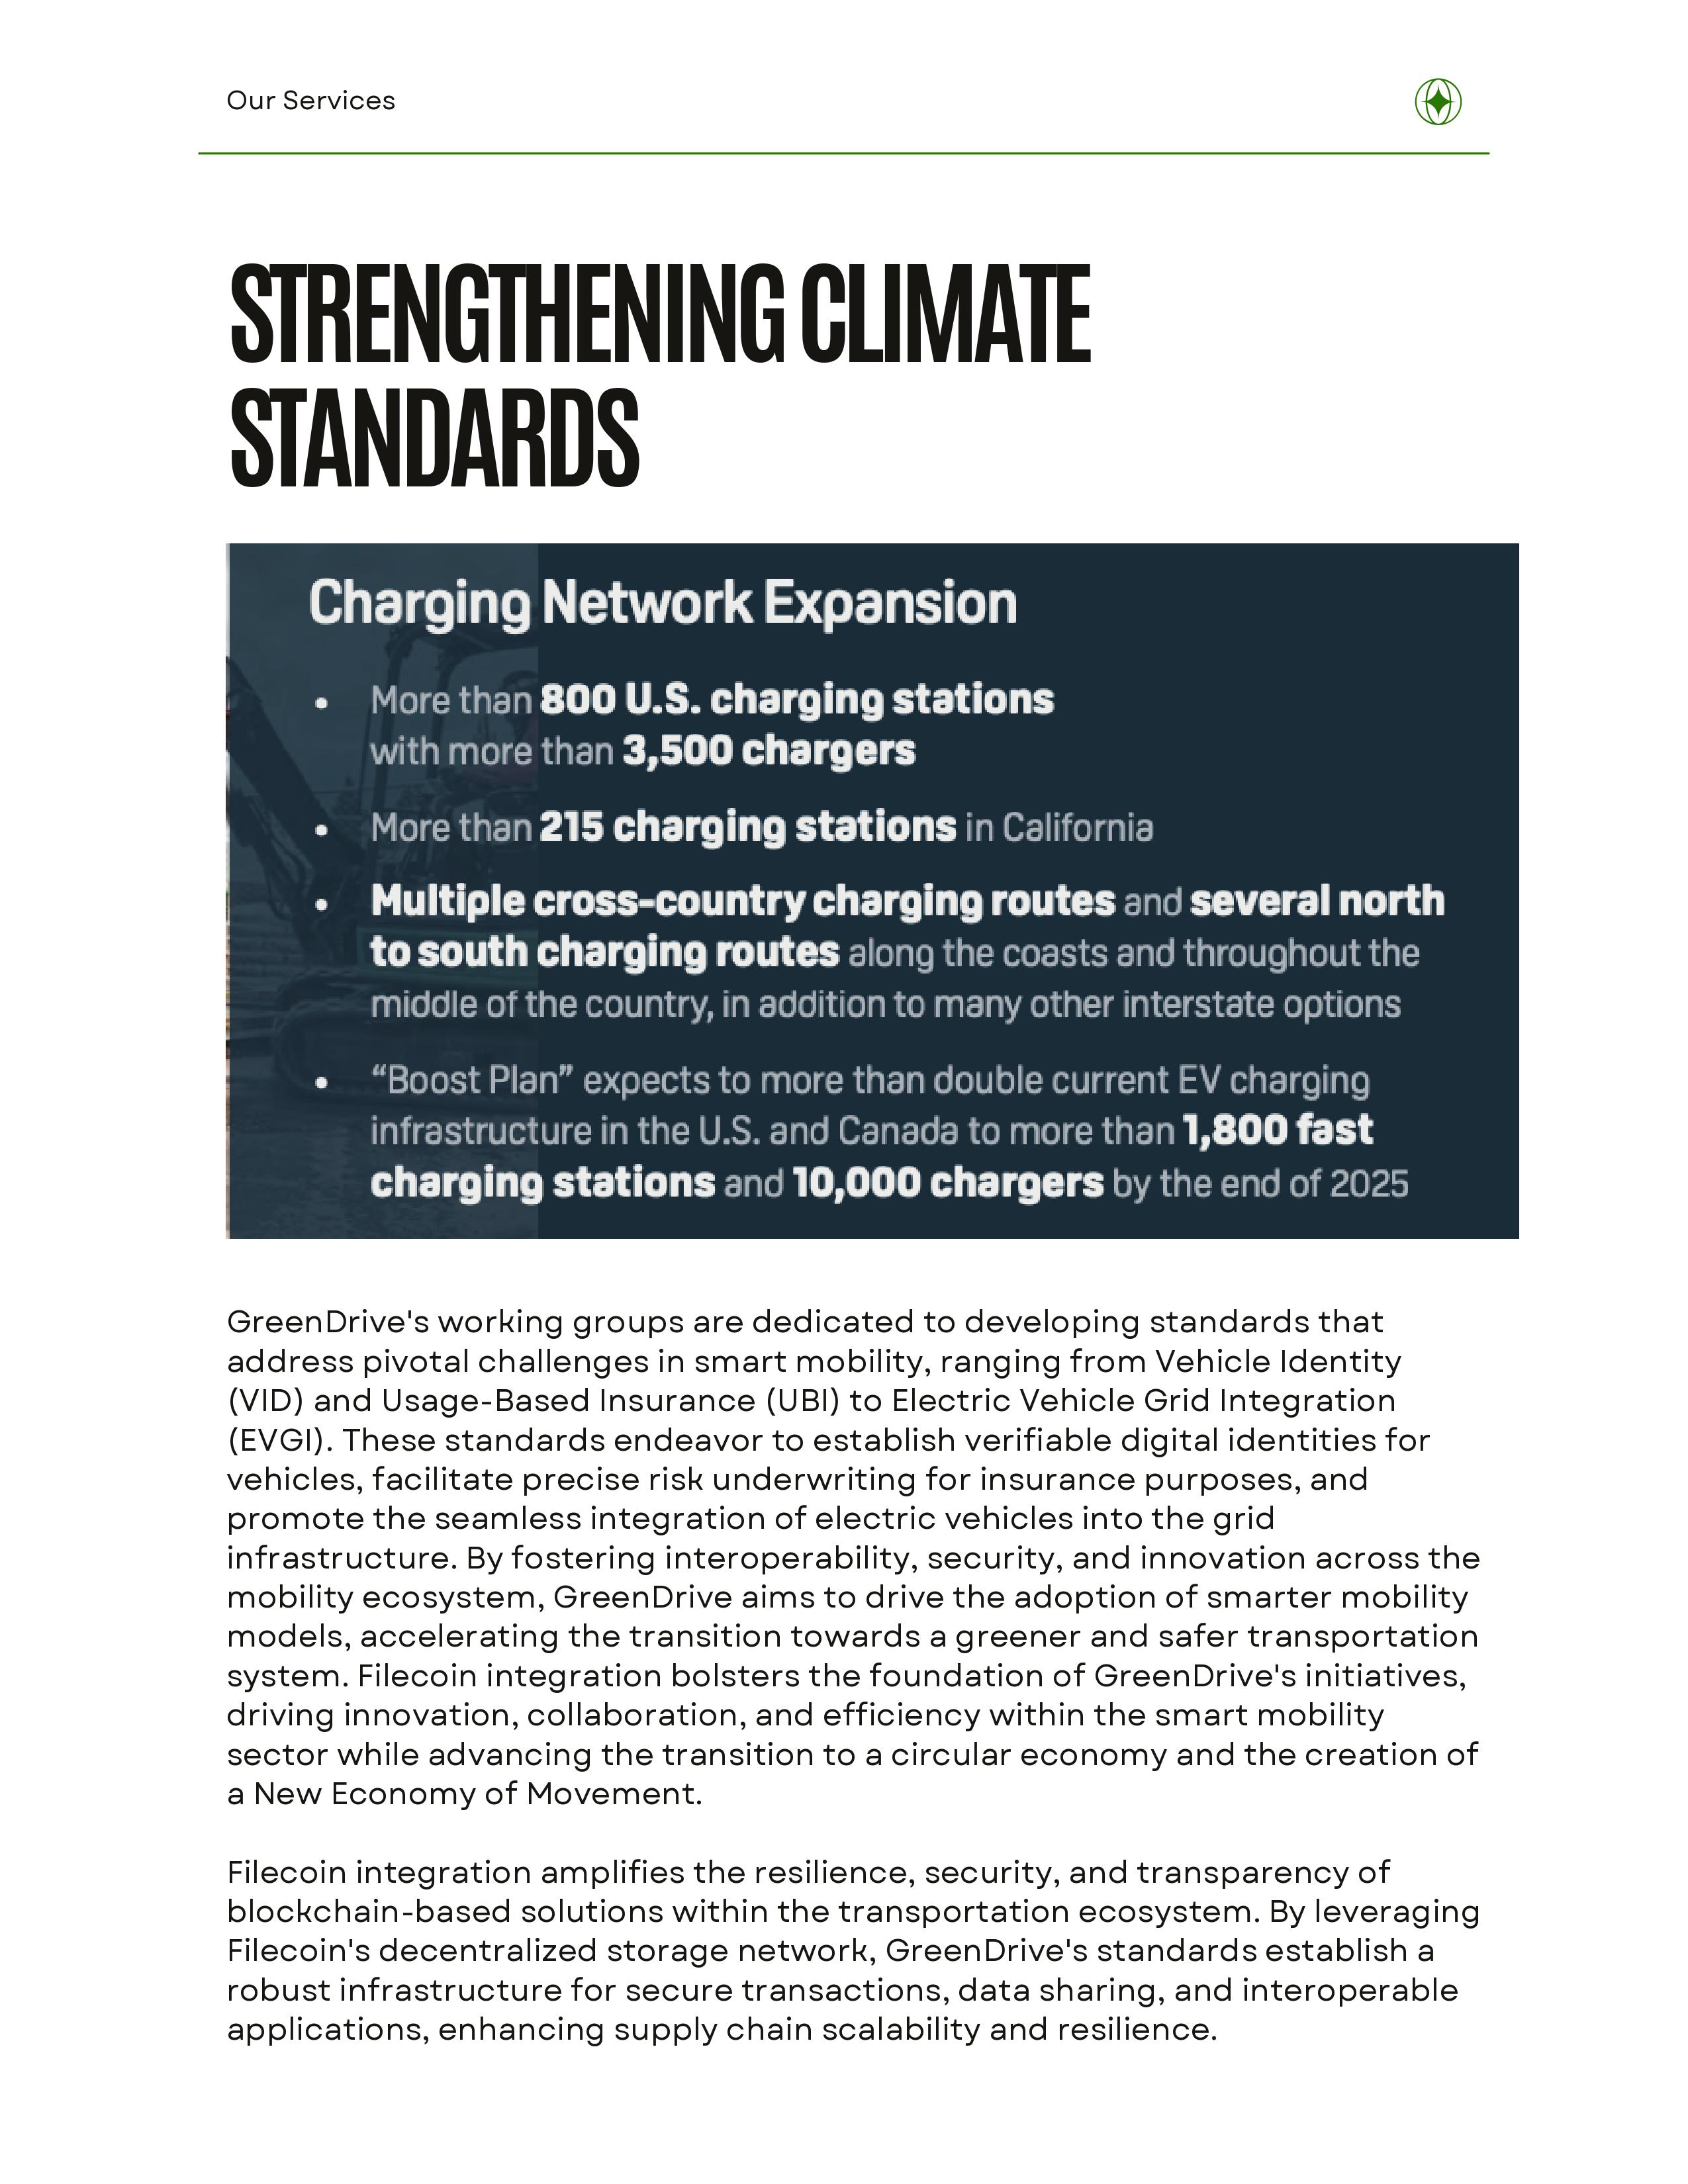 Our Services
STRENGTHENING CLIMATE
STANDARDS
Charging Network Expansion
• More than 800 U.S. charging stations
with more than 3,500 chargers
• More than 215 charging stations in California
• Multiple cross-country charging routes and several north
to south charging routes along the coasts and throughout the
middle of the country, in addition to many other interstate options
• “Boost Plan” expects to more than double current EV charging
infrastructure in the U.S. and Canada to more than 1,800 fast
charging stations and 10,000 chargers by the end of 2025
GreenDrive's working groups are dedicated to developing standards that
address pivotal challenges in smart mobility, ranging from Vehicle Identity
(VID) and Usage-Based Insurance (UBI) to Electric Vehicle Grid Integration
(EVGI). These standards endeavor to establish verifiable digital identities for
vehicles, facilitate precise risk underwriting for insurance purposes, and
promote the seamless integration of electric vehicles into the grid
infrastructure. By fostering interoperability, security, and innovation across the
mobility ecosystem, GreenDrive aims to drive the adoption of smarter mobility
models, accelerating the transition towards a greener and safer transportation
system. Filecoin integration bolsters the foundation of GreenDrive's initiatives,
driving innovation, collaboration, and efficiency within the smart mobility
sector while advancing the transition to a circular economy and the creation of
a New Economy of Movement.
Filecoin integration amplifies the resilience, security, and transparency of
blockchain-based solutions within the transportation ecosystem. By leveraging
Filecoin's decentralized storage network, GreenDrive's standards establish a
robust infrastructure for secure transactions, data sharing, and interoperable
applications, enhancing supply chain scalability and resilience.